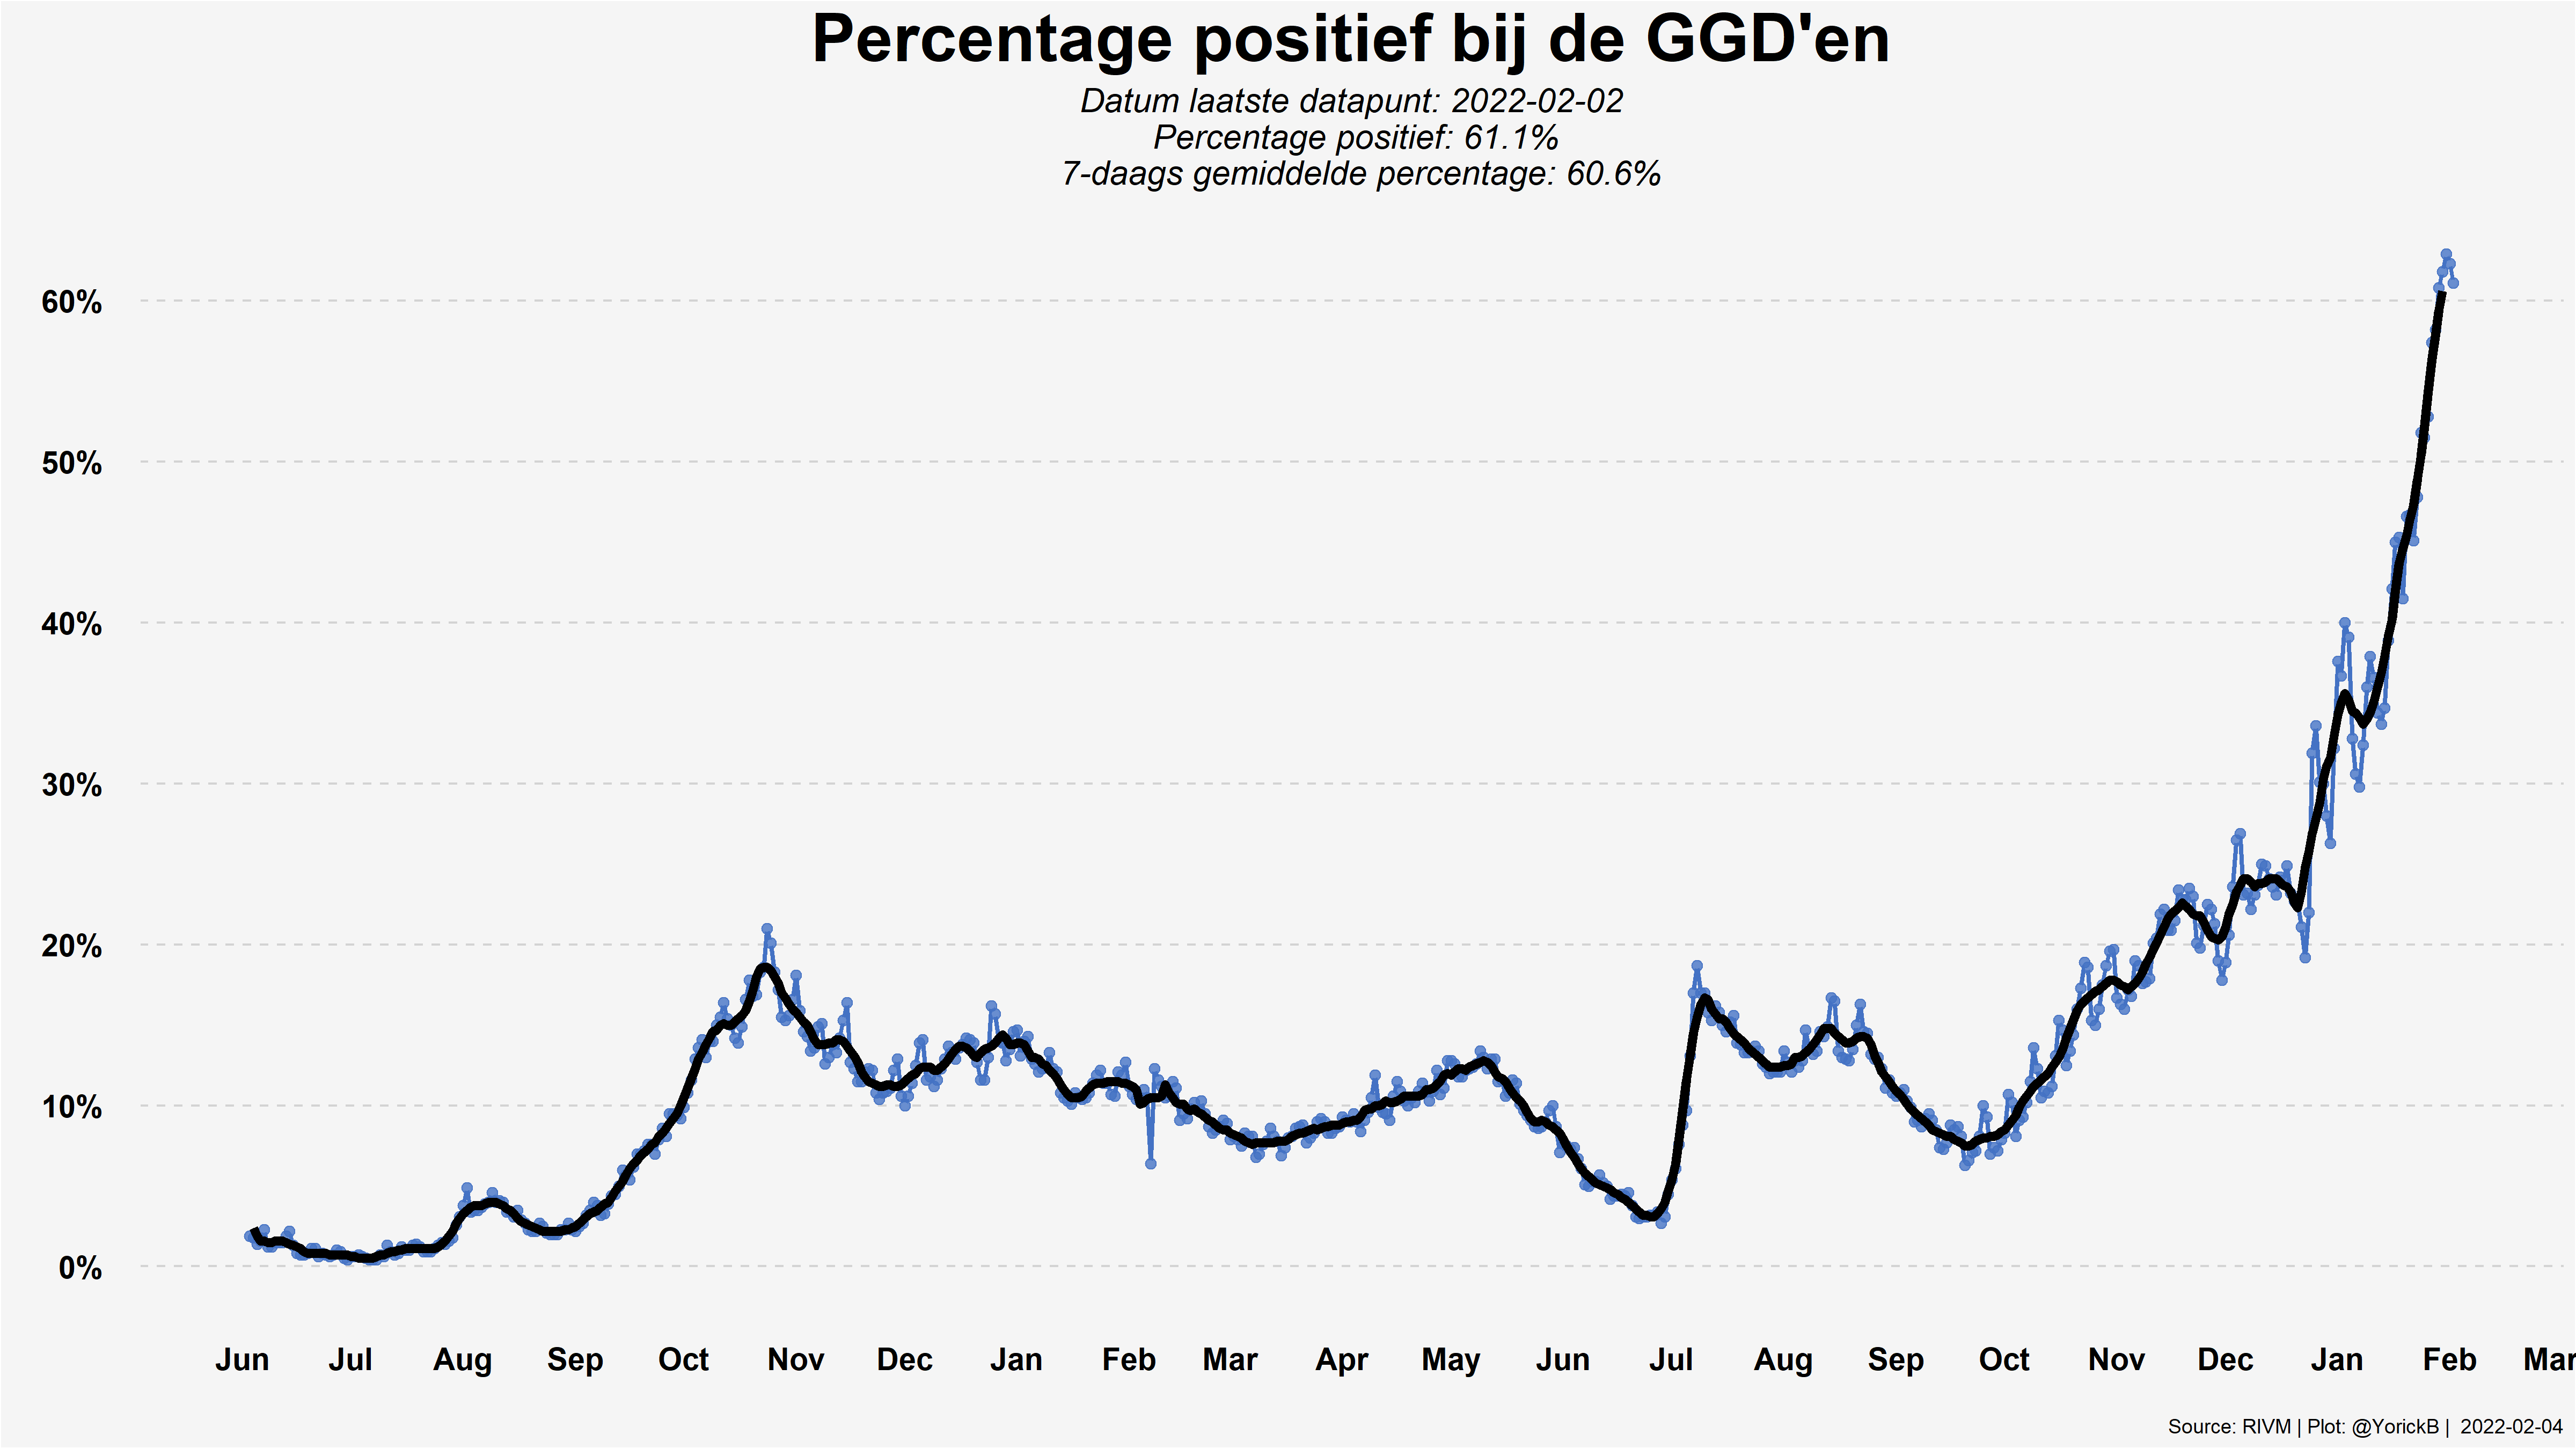 Percentage positief bij de GGD'en
Datum laatste datapunt: 2022-02-02
Percentage positief: 61.1%
7-daags gemiddelde percentage: 60.6%
60%
50%
40%
30%
20%
10%
0%
Jun Jul Aug Sep Oct Nov Dec Jan Feb Mar Apr May Jun Jul Aug Sep Oct Nov Dec Jan Feb Mar
Source: RIVM | Plot: @YorickB | 2022-02-04